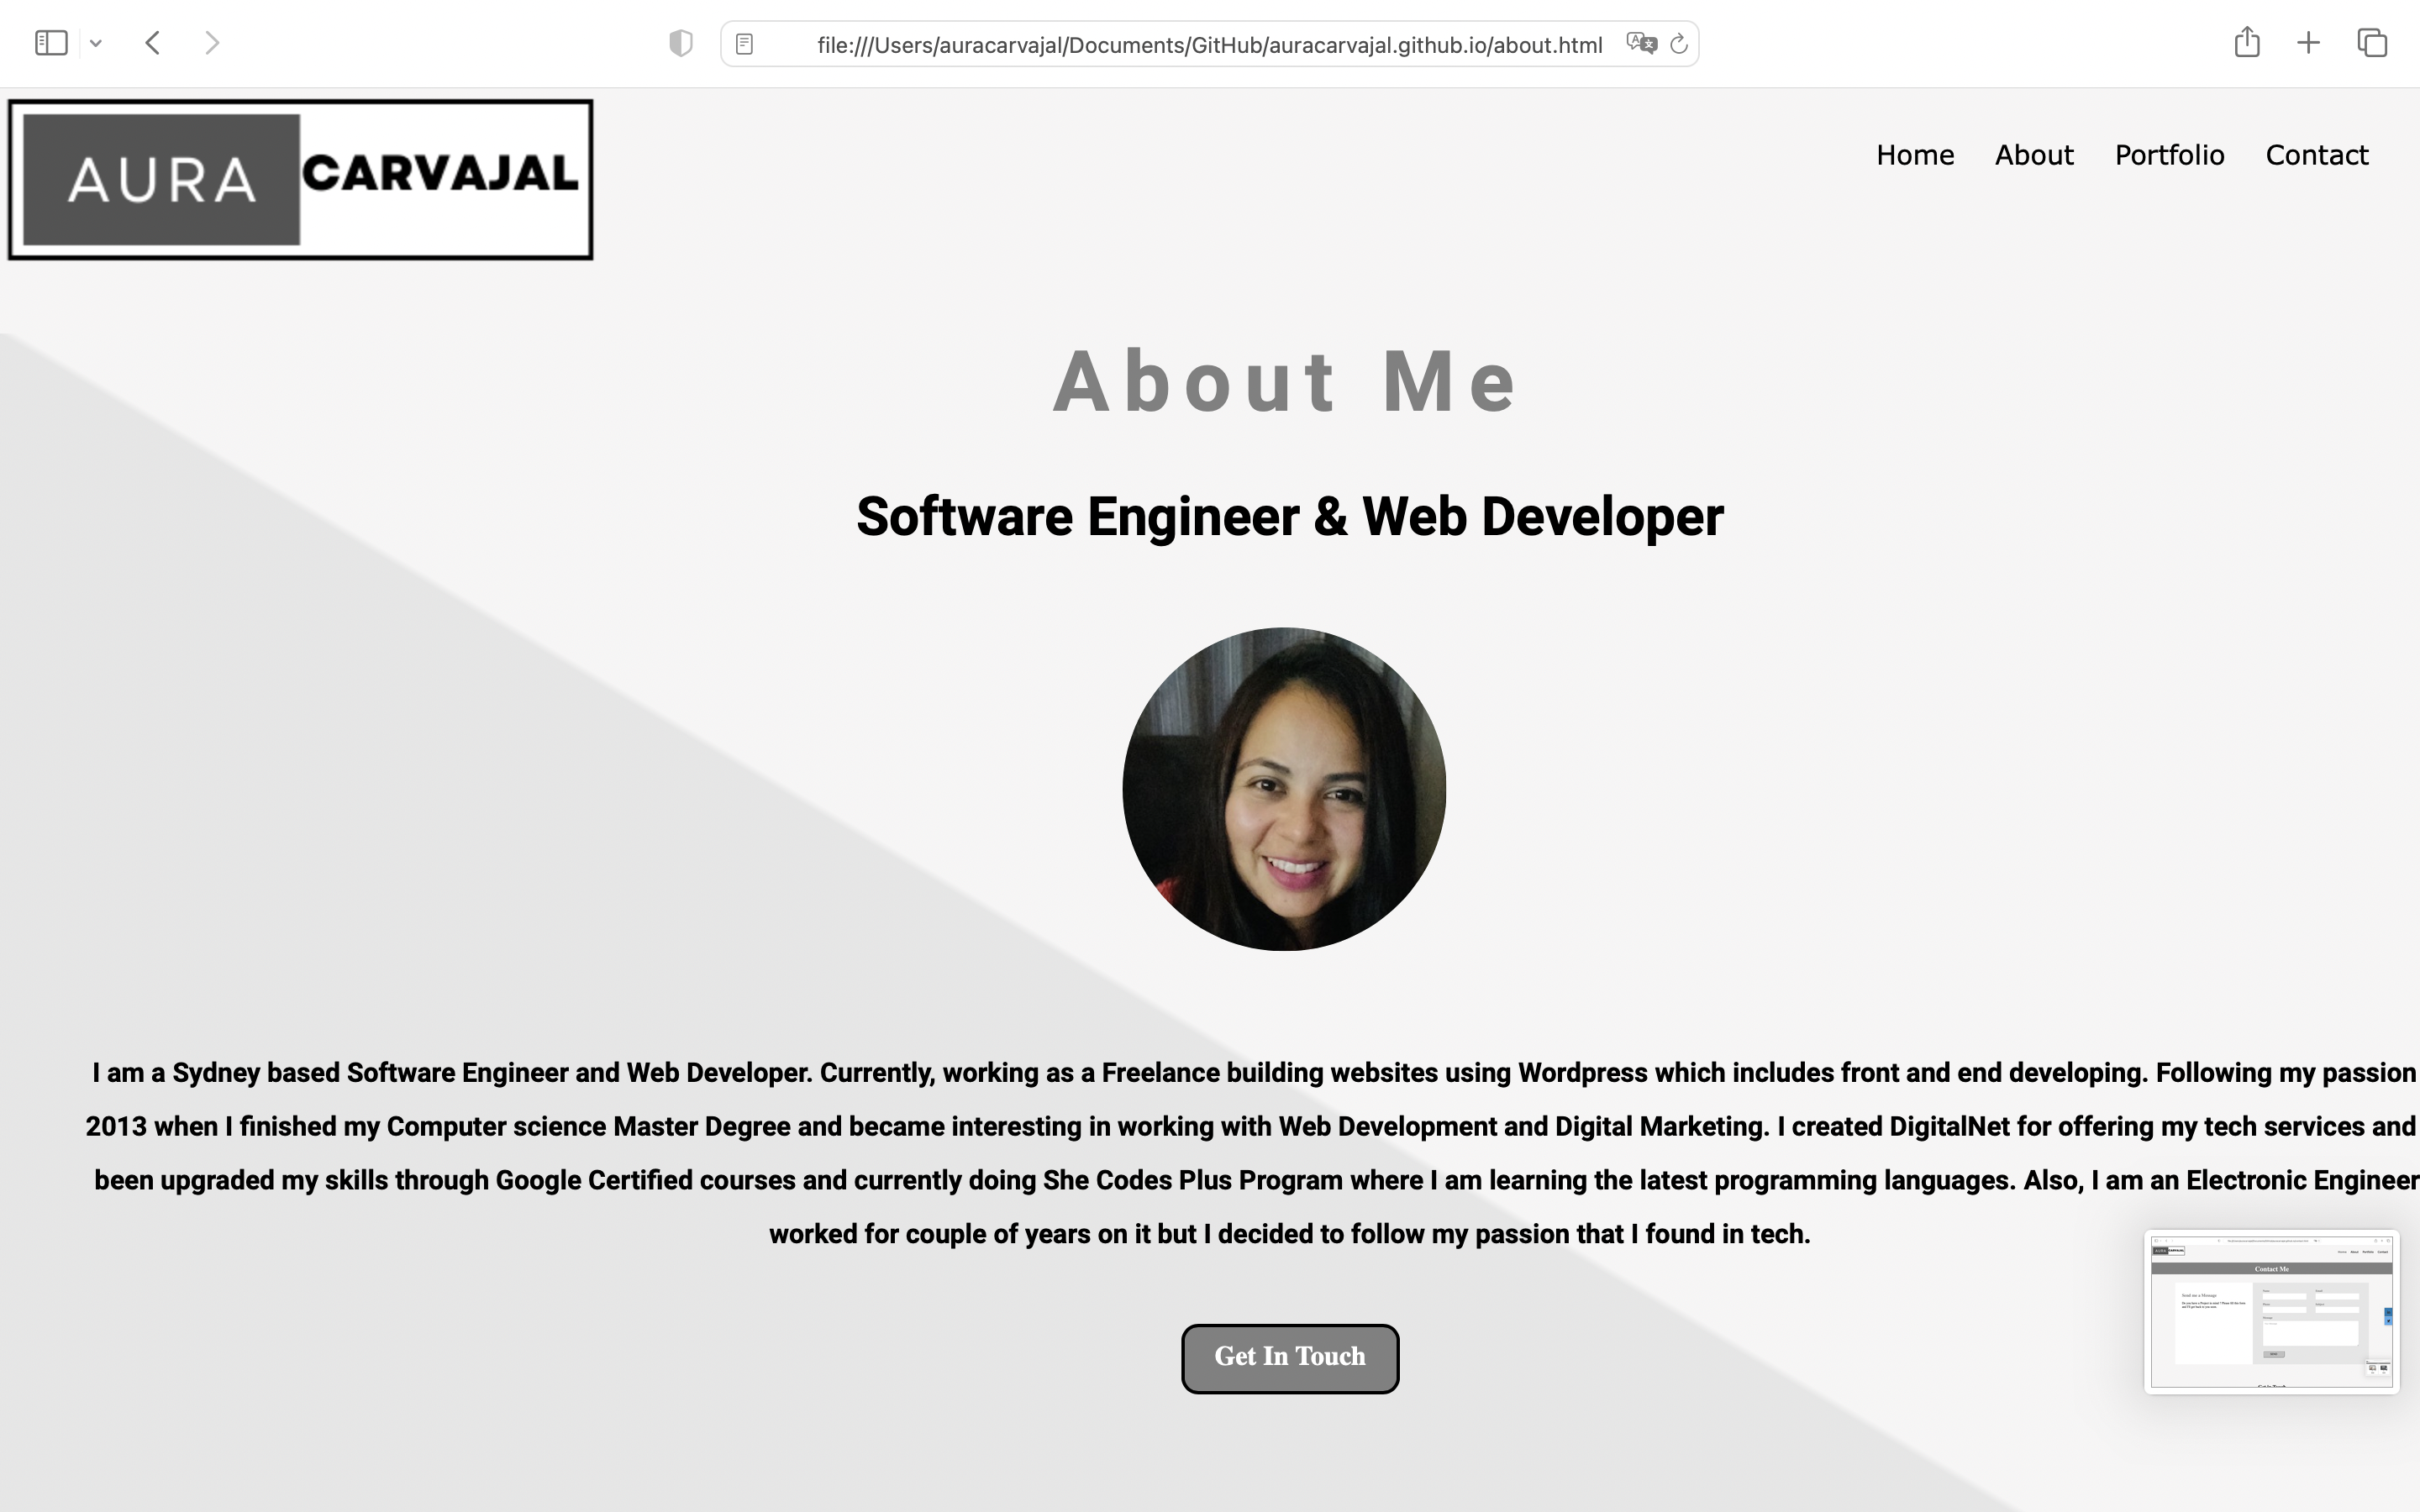 file:///Users/auracarvajal/Documents/GitHub/auracarvajal.github.io/about.html
AURA CARVAJAL
Home About Portfolio Contact
About Me
Software Engineer & Web Developer
I am a Sydney based Software Engineer and Web Developer. Currently, working as a Freelance building websites using Wordpress which includes front and end developing. Following my passion
2013 when I finished my Computer science Master Degree and became interesting in working with Web Development and Digital Marketing. I created DigitalNet for offering my tech services and
been upgraded my skills through Google Certified courses and currently doing She Codes Plus Program where I am learning the latest programming languages. Also, I am an Electronic Engineer
worked for couple of years on it but I decided to follow my passion that I found in tech.
Get In Touch
Contact Me
Send me a Message